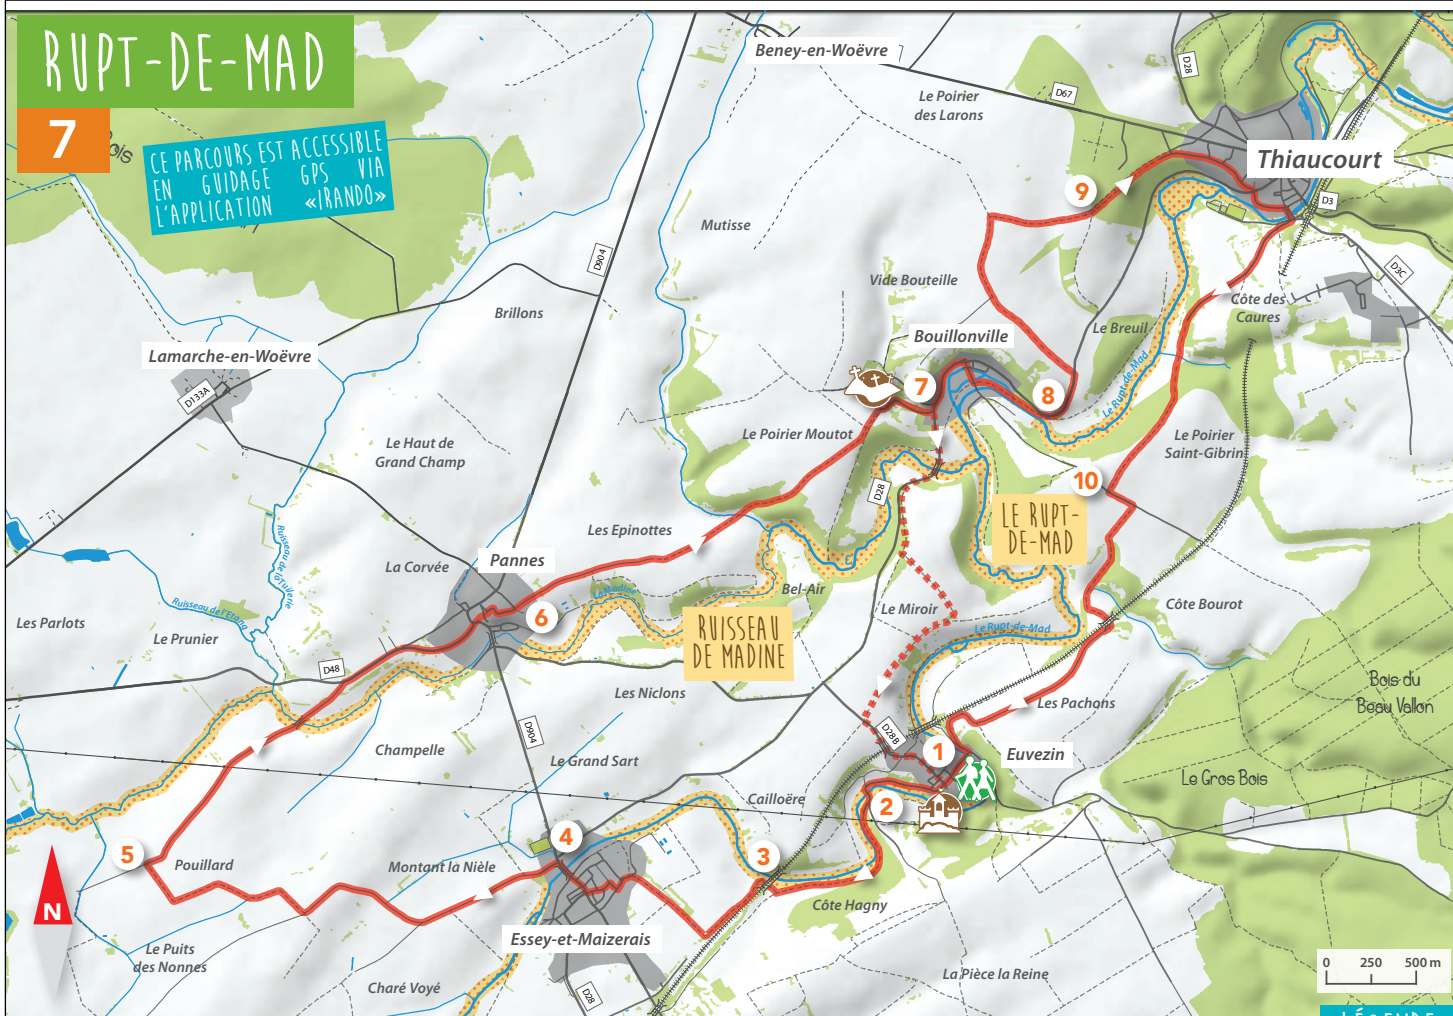 RUPT-DE-MAD
7
CE PARCOURS EST ACCESSIBLE
EN GUIDAGE GPS VIA
L'APPLICATION «IRANDO»
Beney-en-Woëvre
D28
D67
Le Poirier
des Larons
Thiaucourt
9
D3
D3C
Mutisse
D904
Vide Bouteille
Côte des
Caures
Brillons
Le Breuil
Bouillonville
Lamarche-en-Woëvre
D133A
7
8
Le Rupt-de-Mad
Le Haut de
Grand Champ
Le Poirier Moutot
Le Poirier
Saint-Gibrin
10
D28
Les Epinottes
LE RUPT-
DE-MAD
Ruisseau de la Tuilerie
La Corvée
Pannes
La Madine
Bel-Air
Ruisseau de l'Etang
Les Parlots
Le Prunier
6
Le Miroir
Côte Bourot
RUISSEAU
DE MADINE
Le Rupt-de-Mad
D48
Les Niclons
Les Pachons
Bois du
Beau Vallon
D904
D28B
Champelle
Le Grand Sart
1
Euvezin
Le Gros Bois
Cailloëre
2
4
5
Pouillard
Montant la Nièle
3
N
Côte Hagny
Essey-et-Maizerais
Le Puits
des Nonnes
Charé Voyé
D28
La Pièce la Reine
0 250 500 m
LÉGENDE